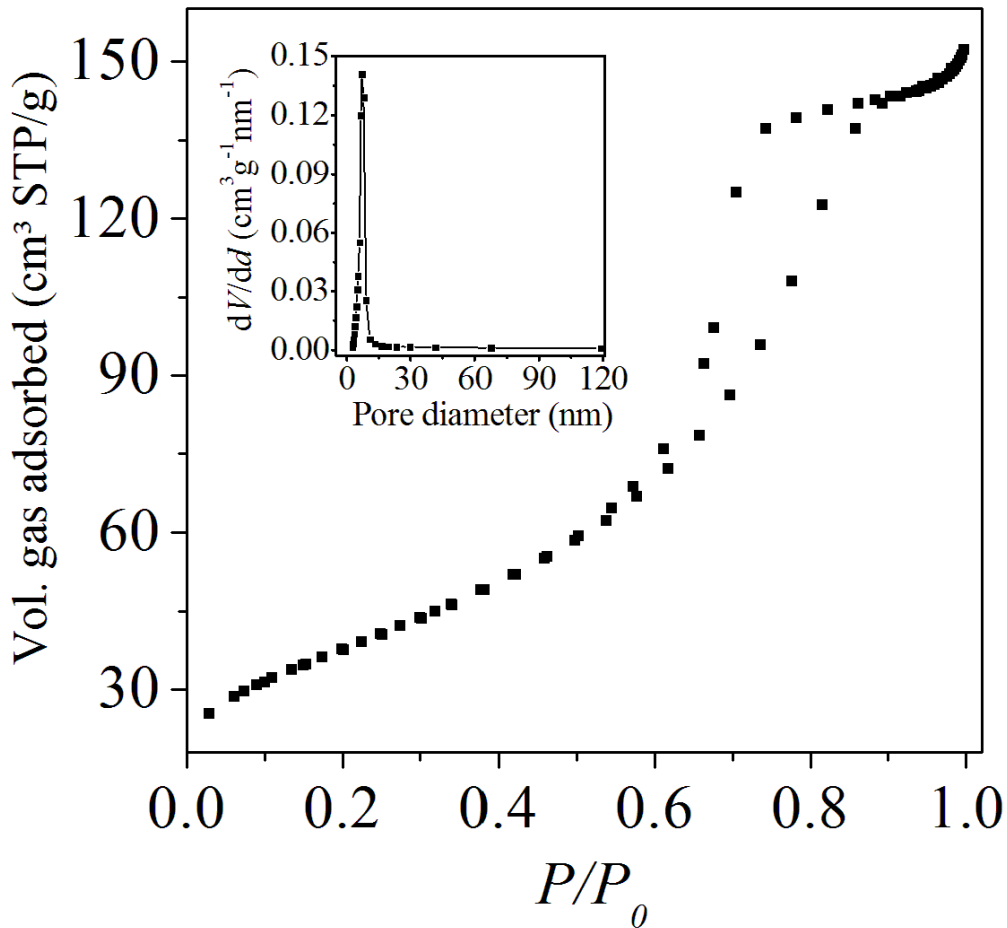 Vol. gas adsorbed (cm³ STP/g)
150
120
90
60
30
0.0 0.2 0.4 0.6 0.8 1.0
P/P₀
dV/dd (cm³g⁻¹nm⁻¹)
0.15
0.12
0.09
0.06
0.03
0.00
0 30 60 90 120
Pore diameter (nm)